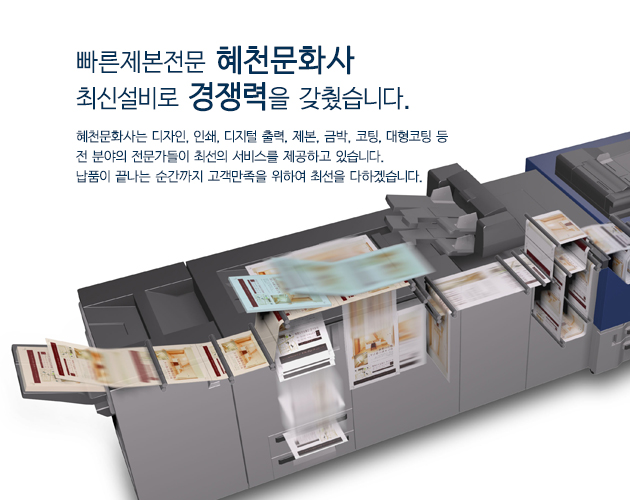 빠른제본전문 혜천문화사
최신설비로 경쟁력을 갖췄습니다.
혜천문화사는 디자인, 인쇄, 디지털 출력, 제본, 금박, 코팅, 대형코팅 등
전 분야의 전문가들이 최선의 서비스를 제공하고 있습니다.
납품이 끝나는 순간까지 고객만족을 위하여 최선을 다하겠습니다.